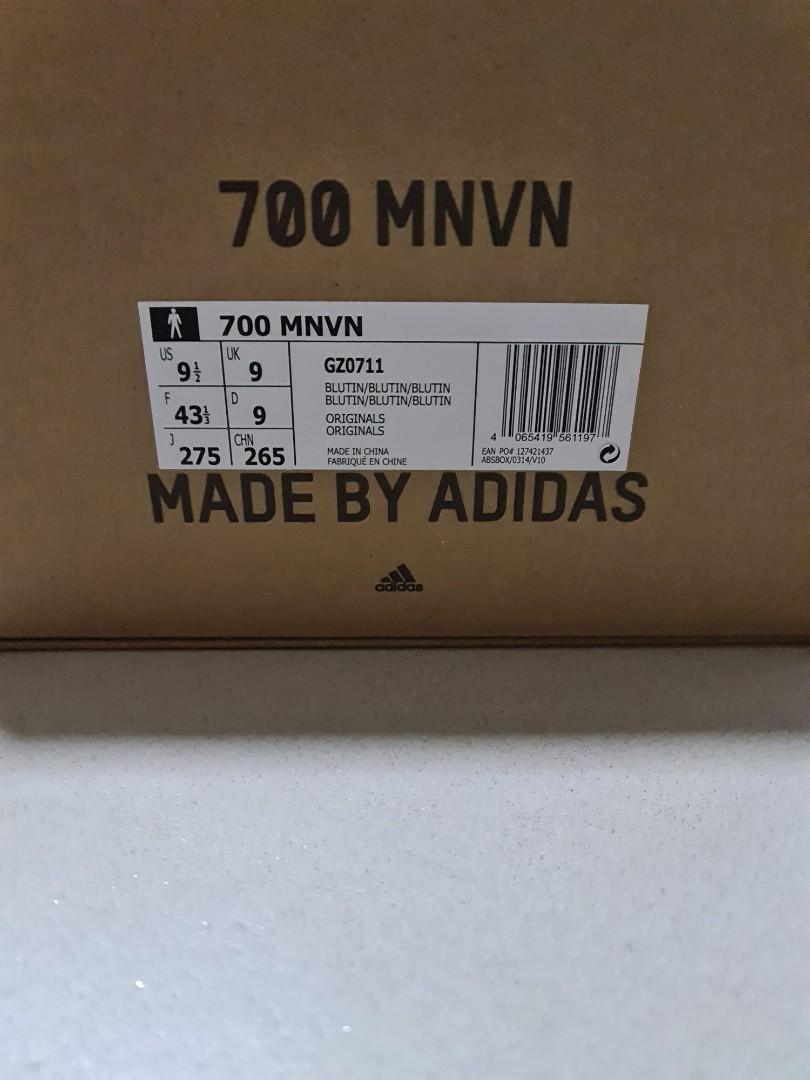 700 MNVN
700 MNVN
US 9½ UK 9
F 43⅓ D 9
J 275 CHN 265
GZ0711
BLUTIN/BLUTIN/BLUTIN
BLUTIN/BLUTIN/BLUTIN
ORIGINALS
ORIGINALS
MADE IN CHINA
FABRIQUÉ EN CHINE
4 065419 561197
EAN PO# 127421437
ABSBOX/0314/V10
MADE BY ADIDAS
adidas